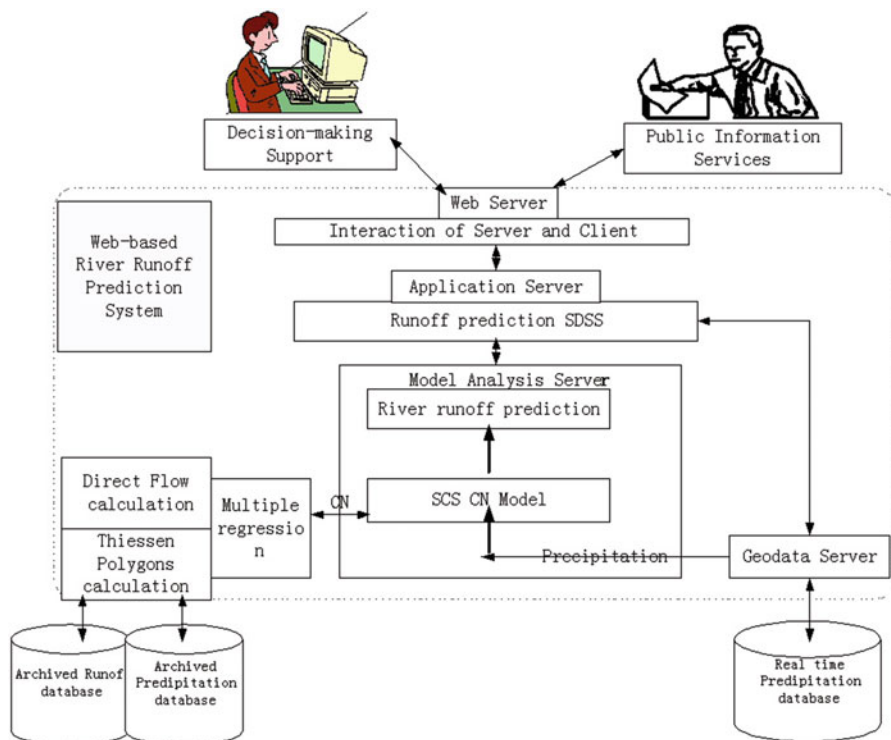 Decision-making
Support
Public Information
Services
Web Server
Interaction of Server and Client
Web-based
River Runoff
Prediction
System
Application Server
Runoff prediction SDSS
Model Analysis Server
River runoff prediction
Direct Flow
calculation
Multiple
regressio
n
CN
SCS CN Model
Thiessen
Polygons
calculation
Precipitation
Geodata Server
Archived Runof
database
Archived
Predipitation
database
Real time
Predipitation
database